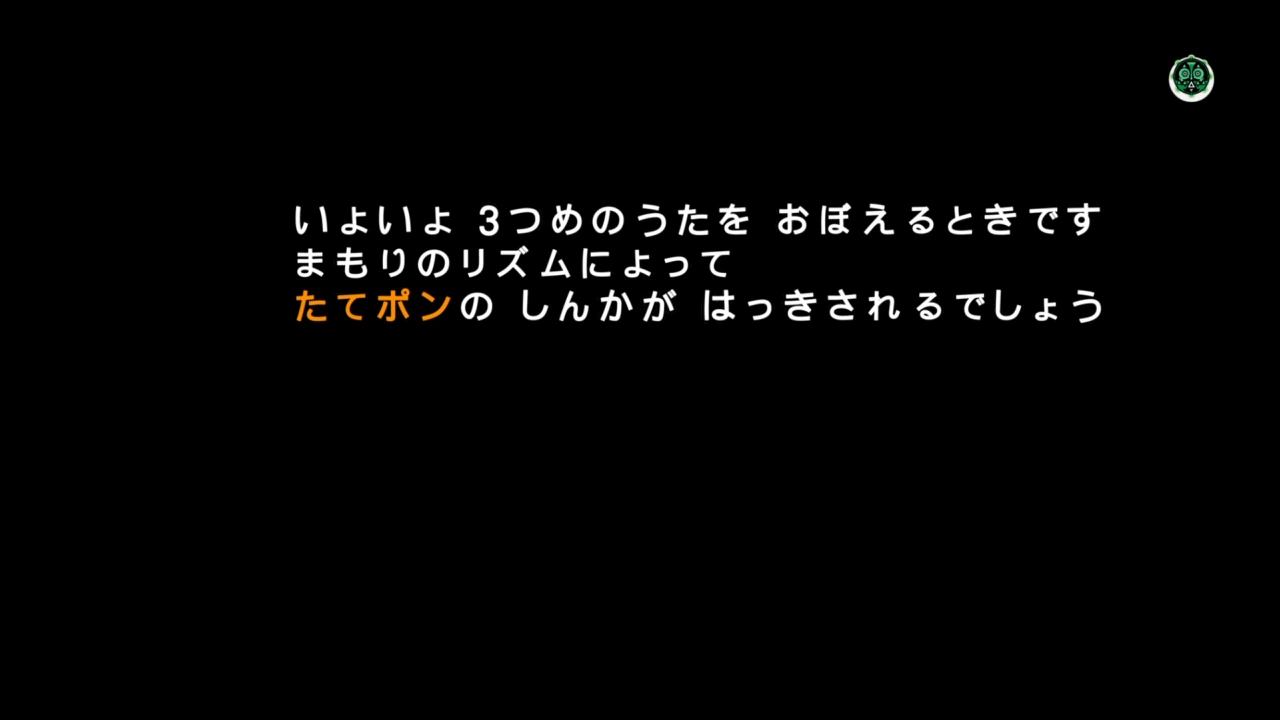 いよいよ 3つめのうたを おぼえるときです
まもりのリズムによって
たてポンの しんかが はっきされるでしょう